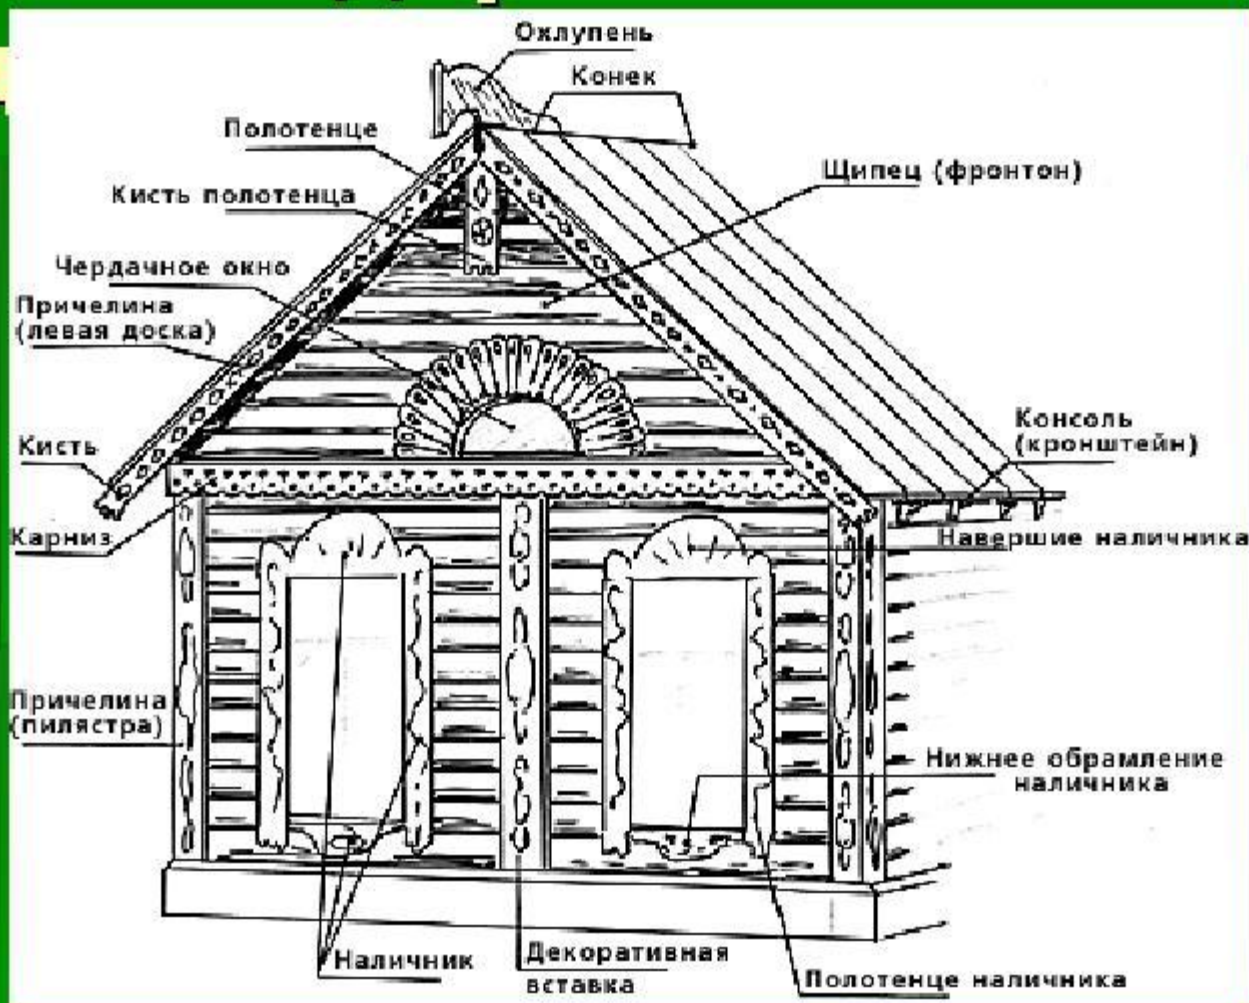 Охлупень
Конек
Полотенце
Щипец (фронтон)
Кисть полотенца
Чердачное окно
Причелина
(левая доска)
Консоль
(кронштейн)
Кисть
Карниз
Навершие наличника
Причелина
(пилястра)
Нижнее обрамление
наличника
Наличник
Декоративная
вставка
Полотенце наличника